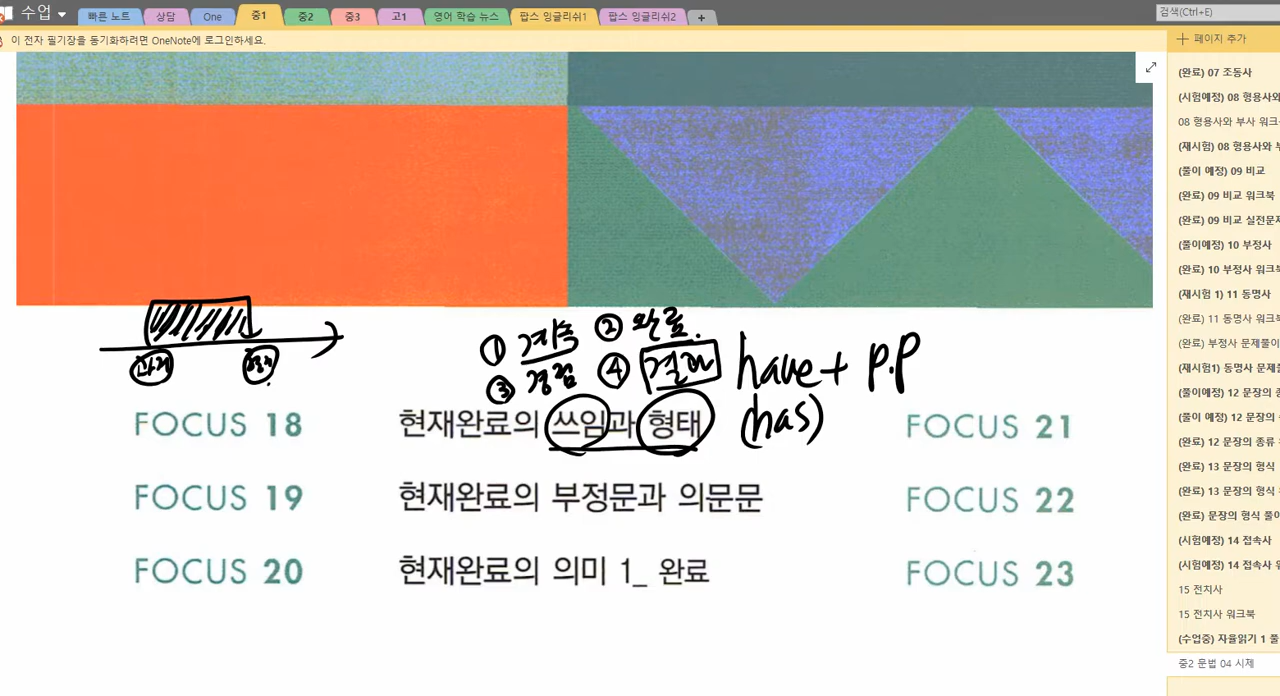 수업
빠른 노트 상담 One 중1 중2 중3 고1 영어 학습 뉴스 팝스 잉글리쉬1 팝스 잉글리쉬2 +
검색(Ctrl+E)
이 전자 필기장을 동기화하려면 OneNote에 로그인하세요.
페이지 추가
(완료) 07 조동사
(시험예정) 08 형용사와
08 형용사와 부사 워크
(재시험) 08 형용사와 부
(풀이 예정) 09 비교
(완료) 09 비교 워크북
(완료) 09 비교 실전문제
(풀이예정) 10 부정사
(완료) 10 부정사 워크
(재시험 1) 11 동명사
(완료) 11 동명사 워크
(완료) 부정사 문제풀이
(재시험1) 동명사 문제
(풀이예정) 12 문장의
(풀이 예정) 12 문장의
(완료) 12 문장의 종류
(완료) 13 문장의 형식
(완료) 13 문장의 형식
(완료) 문장의 형식 풀이
(시험예정) 14 접속사
(시험예정) 14 접속사 워
15 전치사
15 전치사 워크북
(수업중) 자율읽기 1 풀
중2 문법 04 시제
과거 현재
① 계속 ② 완료
③ 경험 ④ 결과 have + p.p
(has)
FOCUS 18 현재완료의 쓰임과 형태 FOCUS 21
FOCUS 19 현재완료의 부정문과 의문문 FOCUS 22
FOCUS 20 현재완료의 의미 1_ 완료 FOCUS 23